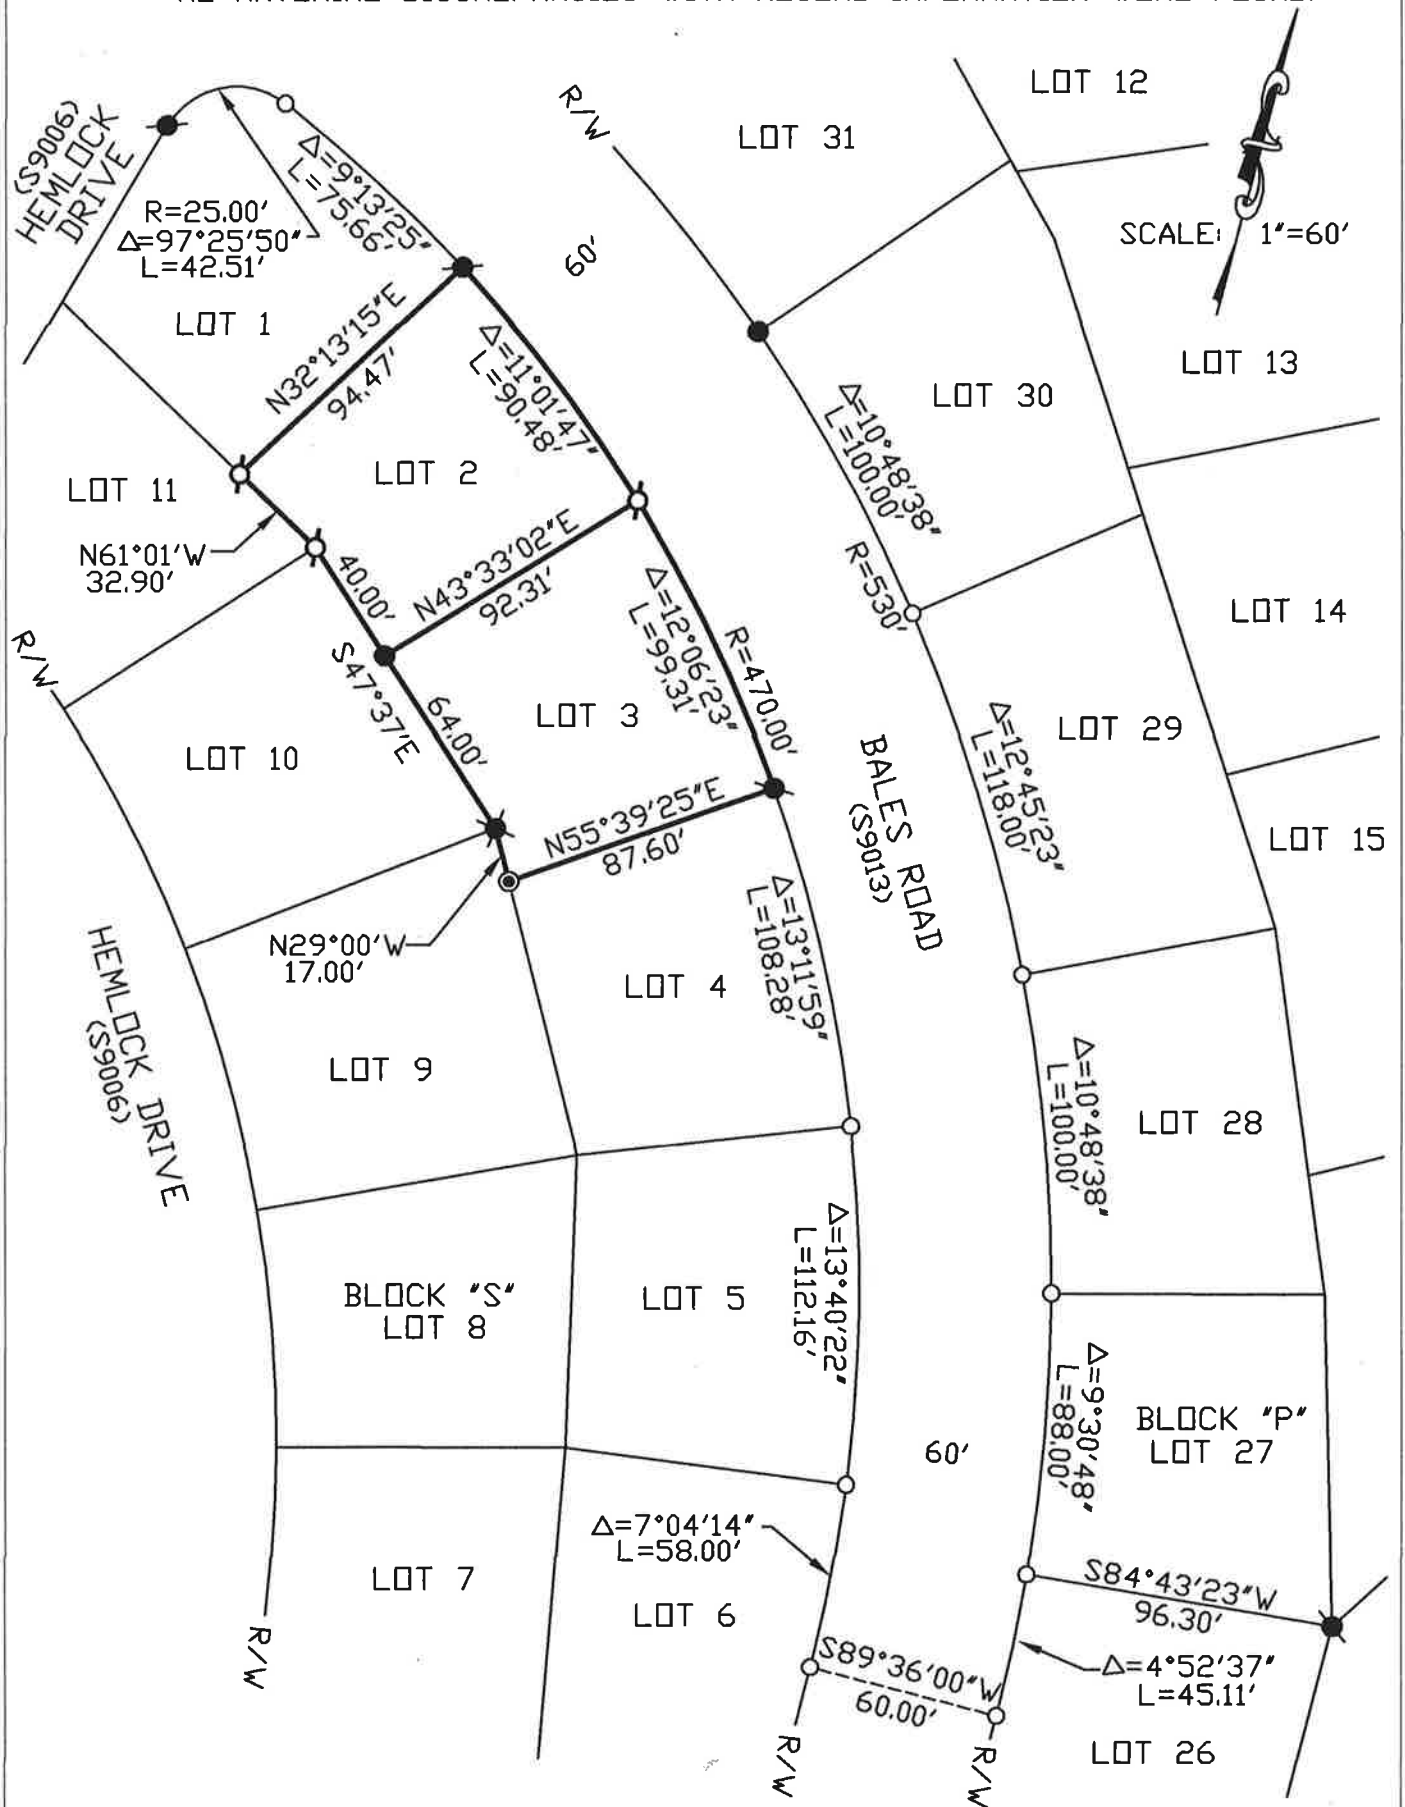 LOT 12
LOT 31
R/W
(S9006)
HEMLOCK
DRIVE
Δ=9°13'25"
L=75.66'
R=25.00'
Δ=97°25'50"
L=42.51'
60'
SCALE: 1"=60'
LOT 1
N32°13'15"E
94.47'
Δ=11°01'47"
L=90.48'
LOT 13
LOT 30
Δ=10°48'38"
L=100.00'
LOT 2
LOT 11
N61°01'W
32.90'
40.00'
N43°33'02"E
92.31'
R=530'
LOT 14
R/W
S47°37'E
64.00'
Δ=12°06'23"
L=99.31'
R=470.00'
LOT 3
LOT 10
LOT 29
Δ=12°45'23"
L=118.00'
BALES ROAD
(S9013)
N55°39'25"E
87.60'
LOT 15
N29°00'W
17.00'
Δ=13°11'59"
L=108.28'
LOT 4
HEMLOCK DRIVE
(S9006)
LOT 9
Δ=10°48'38"
L=100.00'
LOT 28
BLOCK "S"
LOT 8
LOT 5
Δ=13°40'22"
L=112.16'
Δ=9°30'48"
L=88.00'
BLOCK "P"
LOT 27
60'
Δ=7°04'14"
L=58.00'
LOT 7
LOT 6
S84°43'23"W
96.30'
R/W
S89°36'00"W
60.00'
Δ=4°52'37"
L=45.11'
R/W
R/W
LOT 26